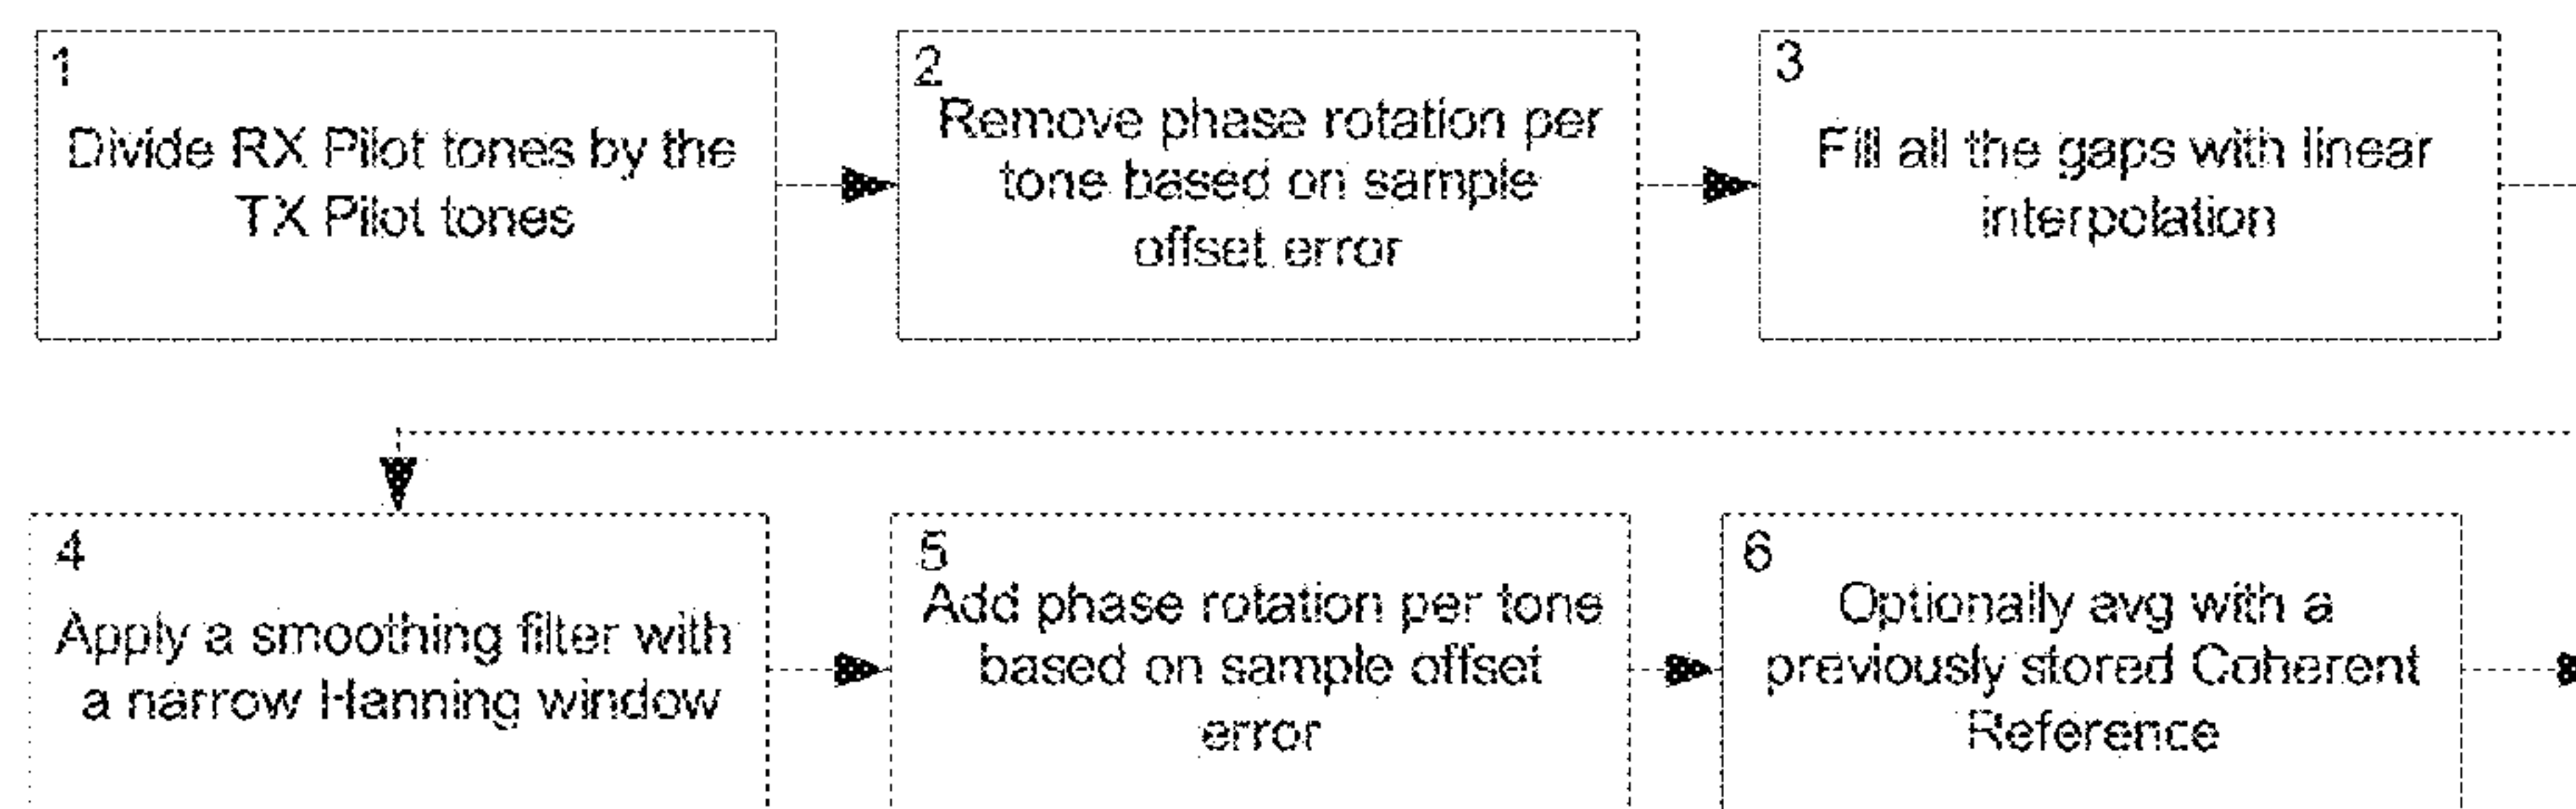 1
Divide RX Pilot tones by the
TX Pilot tones
2
Remove phase rotation per
tone based on sample
offset error
3
Fill all the gaps with linear
interpolation
4
Apply a smoothing filter with
a narrow Hanning window
5
Add phase rotation per tone
based on sample offset
error
6
Optionally avg with a
previously stored Coherent
Reference